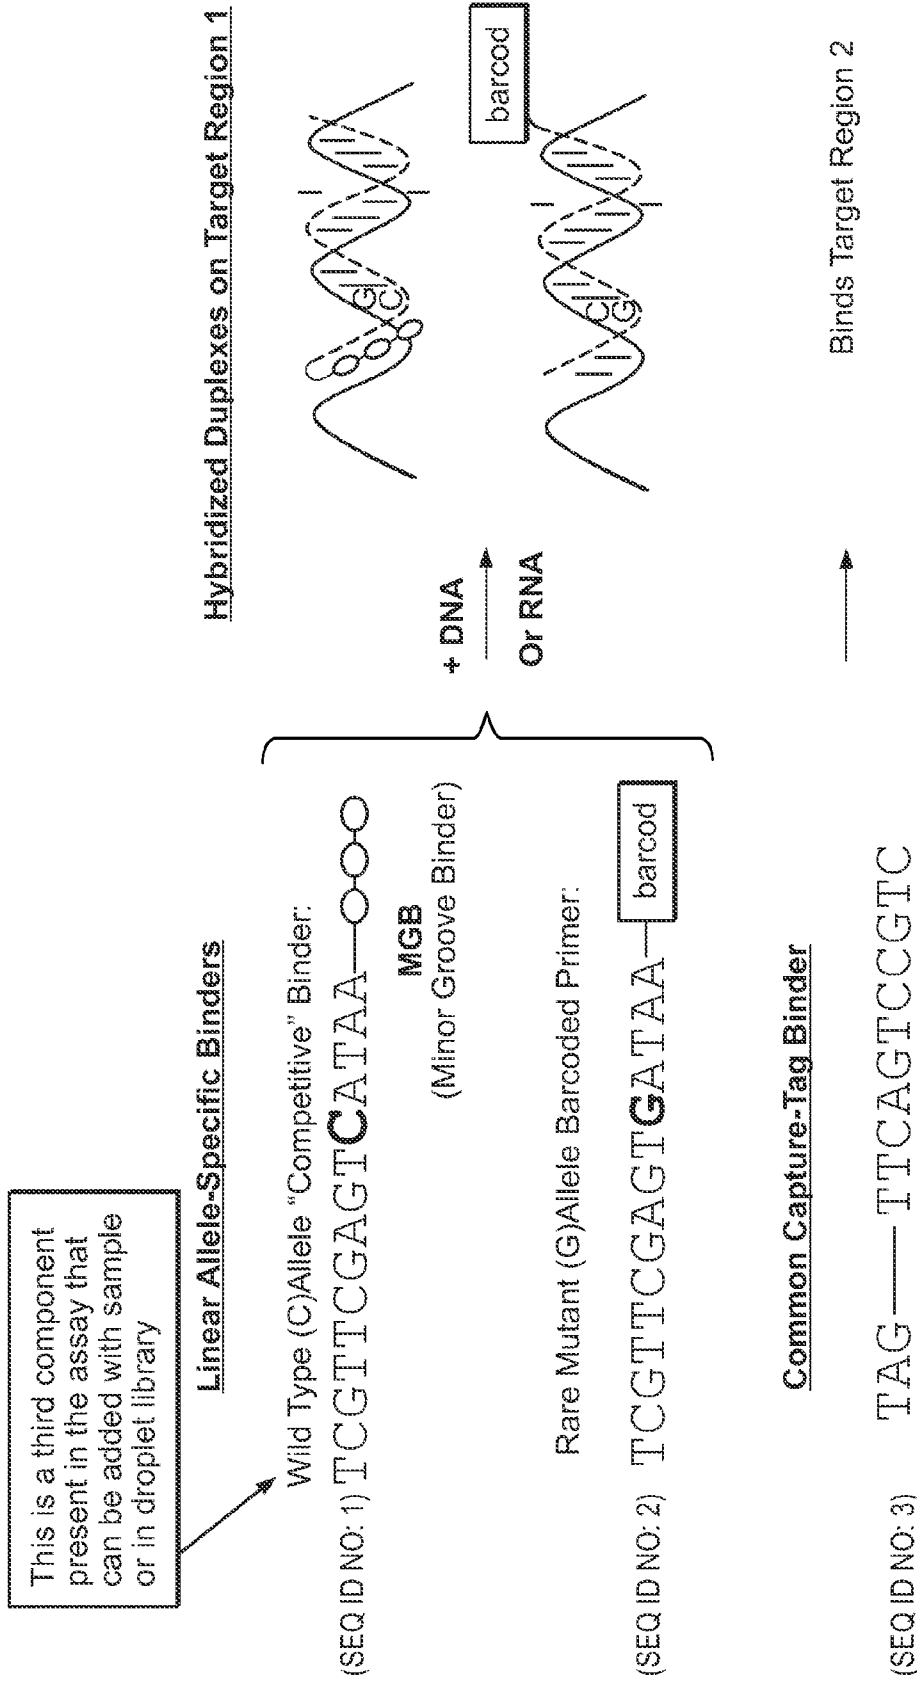 This is a third component
present in the assay that
can be added with sample
or in droplet library
Linear Allele-Specific Binders
Wild Type (C)Allele “Competitive” Binder:
(SEQ ID NO: 1) TCGTTCGAGTCATAA
MGB
(Minor Groove Binder)
Rare Mutant (G)Allele Barcoded Primer:
(SEQ ID NO: 2) TCGTTCGAGTGATAA
barcod
Common Capture-Tag Binder
(SEQ ID NO: 3) TAG — TTCAGTCCGTC
+ DNA
Or RNA
Hybridized Duplexes on Target Region 1
G
C
barcod
C
G
Binds Target Region 2